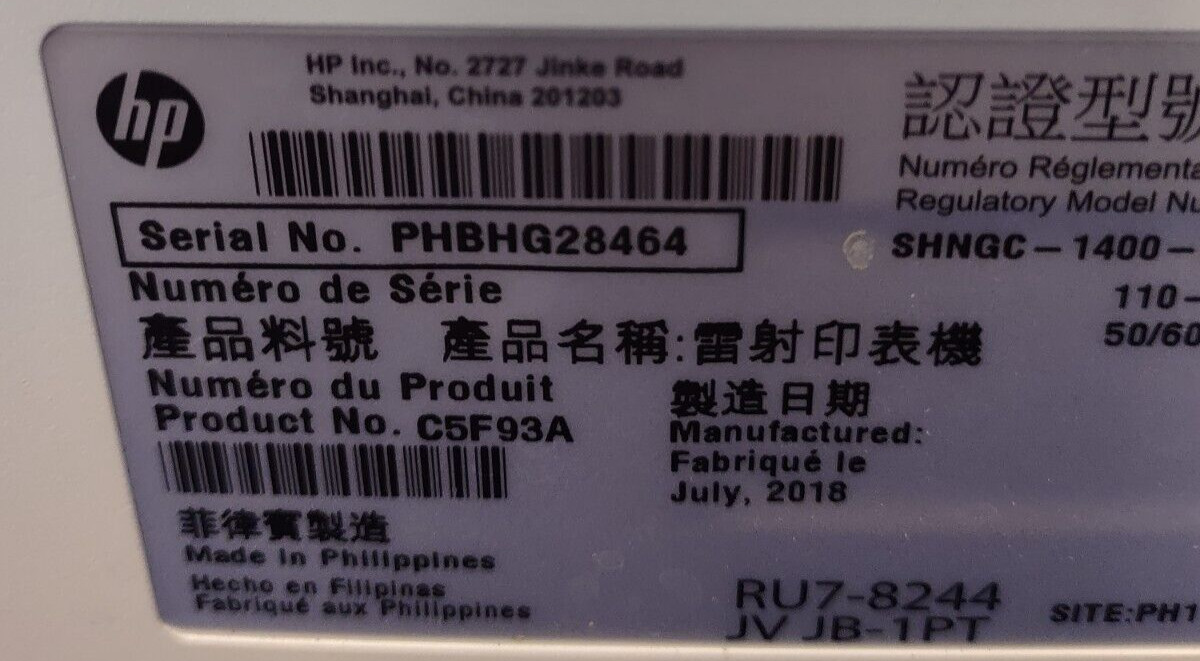 hp
HP Inc., No. 2727 Jinke Road
Shanghai, China 201203
Serial No. PHBHG28464
Numéro de Série
產品料號 產品名稱:雷射印表機
Numéro du Produit
Product No. C5F93A
製造日期
Manufactured:
Fabriqué le
July, 2018
菲律賓製造
Made in Philippines
Hecho en Filipinas
Fabriqué aux Philippines
認證型號
Numéro Réglementa
Regulatory Model Nu
SHNGC-1400-
110-
50/60
RU7-8244
JV JB-1PT
SITE:PH1